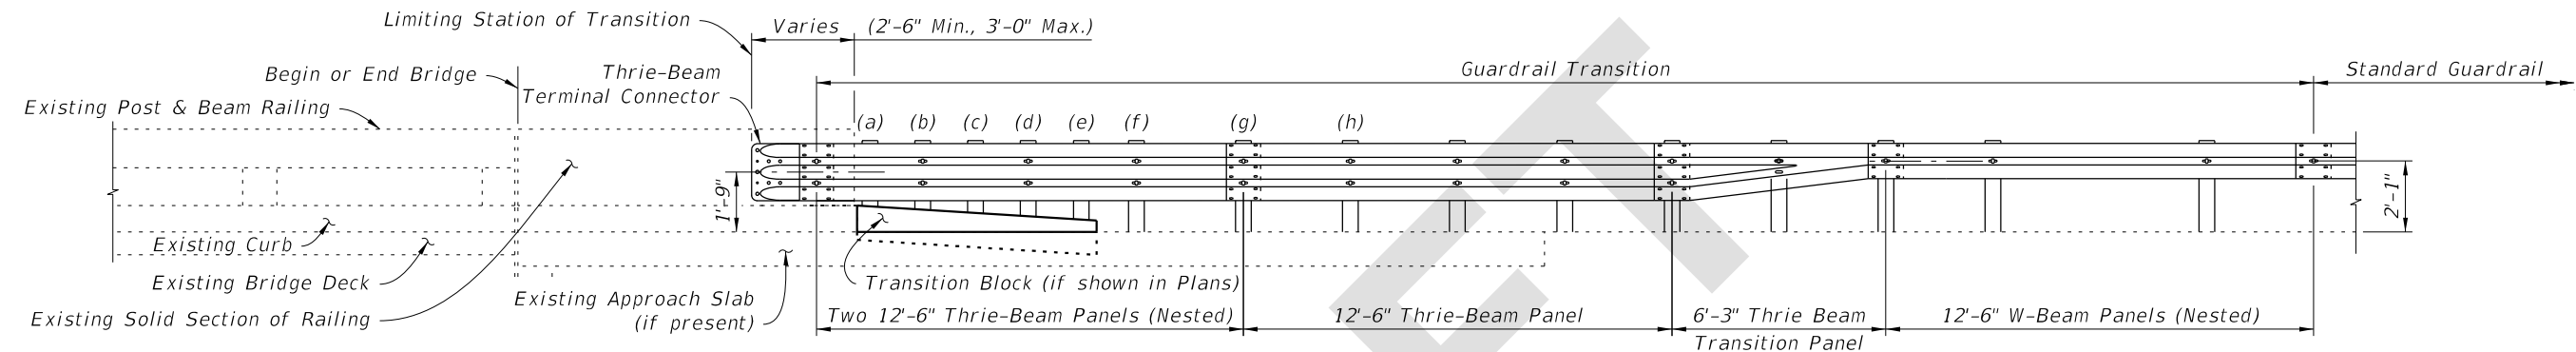 Limiting Station of Transition
Varies (2'-6" Min., 3'-0" Max.)
Begin or End Bridge
Thrie-Beam
Terminal Connector
Guardrail Transition
Standard Guardrail
Existing Post & Beam Railing
(a) (b) (c) (d) (e) (f) (g) (h)
1'-9"
2'-1"
Existing Curb
Existing Bridge Deck
Existing Solid Section of Railing
Existing Approach Slab
(if present)
Transition Block (if shown in Plans)
Two 12'-6" Thrie-Beam Panels (Nested)
12'-6" Thrie-Beam Panel
6'-3" Thrie Beam
Transition Panel
12'-6" W-Beam Panels (Nested)